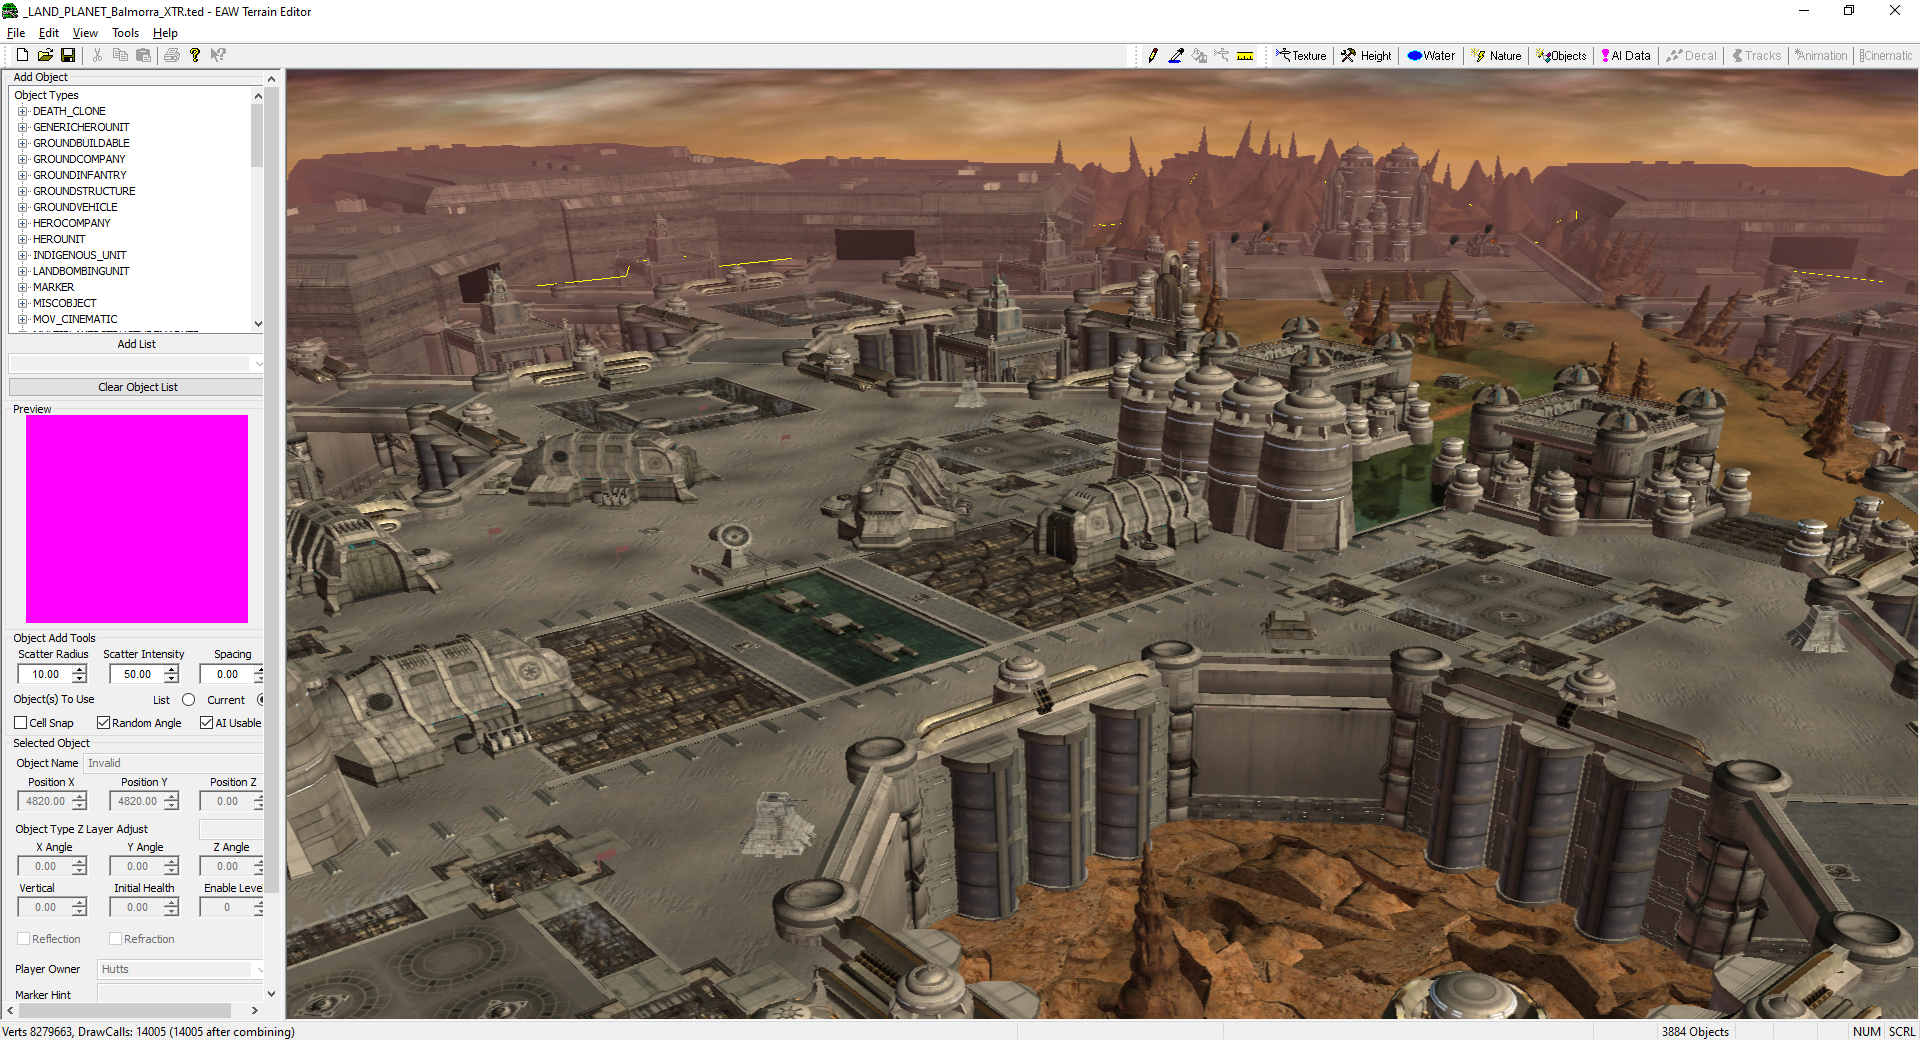 _LAND_PLANET_Balmorra_XTR.ted - EAW Terrain Editor
File Edit View Tools Help
Texture Height Water Nature Objects AI Data Decal Tracks Animation Cinematic
Add Object
Object Types
DEATH_CLONE
GENERICHEROUNIT
GROUNDBUILDABLE
GROUNDCOMPANY
GROUNDINFANTRY
GROUNDSTRUCTURE
GROUNDVEHICLE
HEROCOMPANY
HEROUNIT
INDIGENOUS_UNIT
LANDBOMBINGUNIT
MARKER
MISCOBJECT
MOV_CINEMATIC
Add List
Clear Object List
Preview
Object Add Tools
Scatter Radius Scatter Intensity Spacing
10.00 50.00 0.00
Object(s) To Use List Current
Cell Snap Random Angle AI Usable
Selected Object
Object Name Invalid
Position X Position Y Position Z
4820.00 4820.00 0.00
Object Type Z Layer Adjust
X Angle Y Angle Z Angle
0.00 0.00 0.00
Vertical Initial Health Enable Level
0.00 0.00 0
Reflection Refraction
Player Owner Hutts
Marker Hint
Verts 8279663, DrawCalls: 14005 (14005 after combining) 3884 Objects NUM SCRL